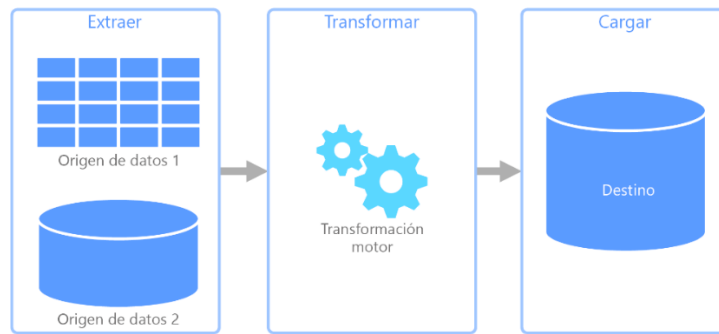 Extraer
Origen de datos 1
Origen de datos 2
Transformar
Transformación
motor
Cargar
Destino